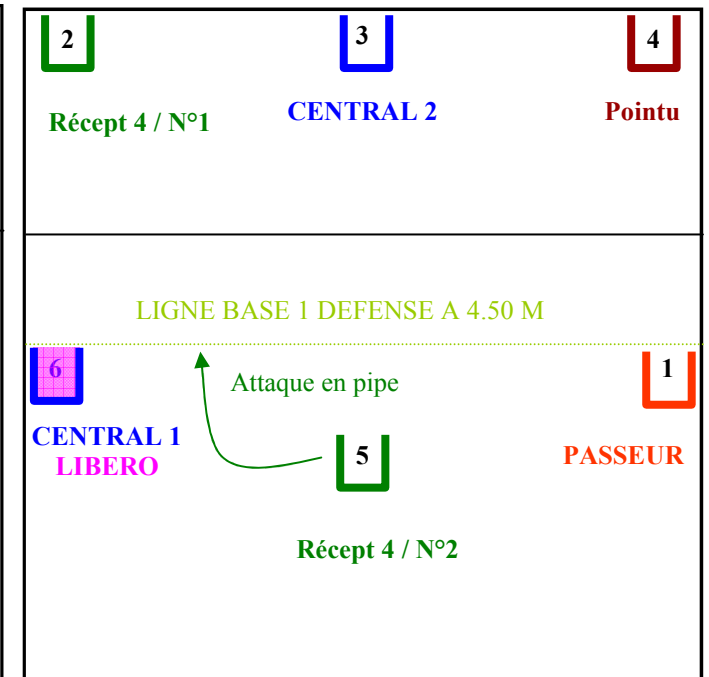 2 3 4
Récept 4 / N°1 CENTRAL 2 Pointu
LIGNE BASE 1 DEFENSE A 4.50 M
6 1
Attaque en pipe
CENTRAL 1
LIBERO
5
PASSEUR
Récept 4 / N°2